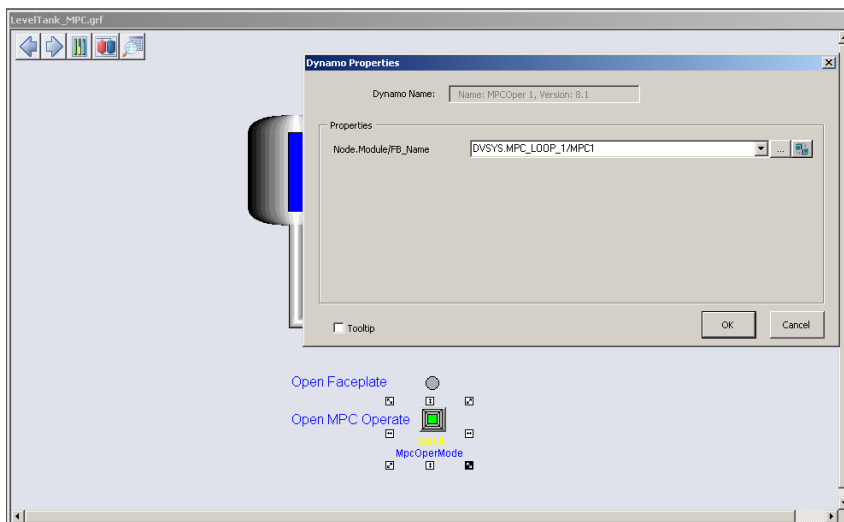 LevelTank_MPC.grf
Dynamo Properties
Dynamo Name:
Name: MPCOper 1, Version: 8.1
Properties
Node.Module/FB_Name
DVSYS.MPC_LOOP_1/MPC1
...
Tooltip
OK
Cancel
Open Faceplate
Open MPC Operate
DATA
MpcOperMode